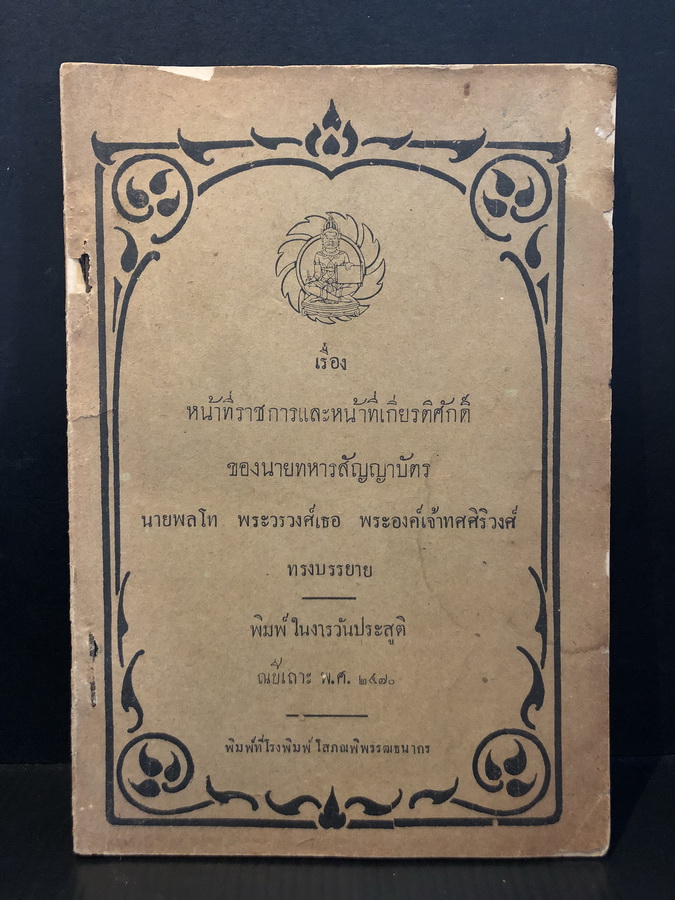 เรื่อง
หน้าที่ราชการและหน้าที่เกียรติศักดิ์
ของนายทหารสัญญาบัตร
นายพลโท พระวรวงศ์เธอ พระองค์เจ้าทศศิริวงศ์
ทรงบรรยาย
พิมพ์ในงารวันประสูติ
ณปีเถาะ พ.ศ. ๒๔๗๐
พิมพ์ที่โรงพิมพ์โสภณพิพรรฒธนากร